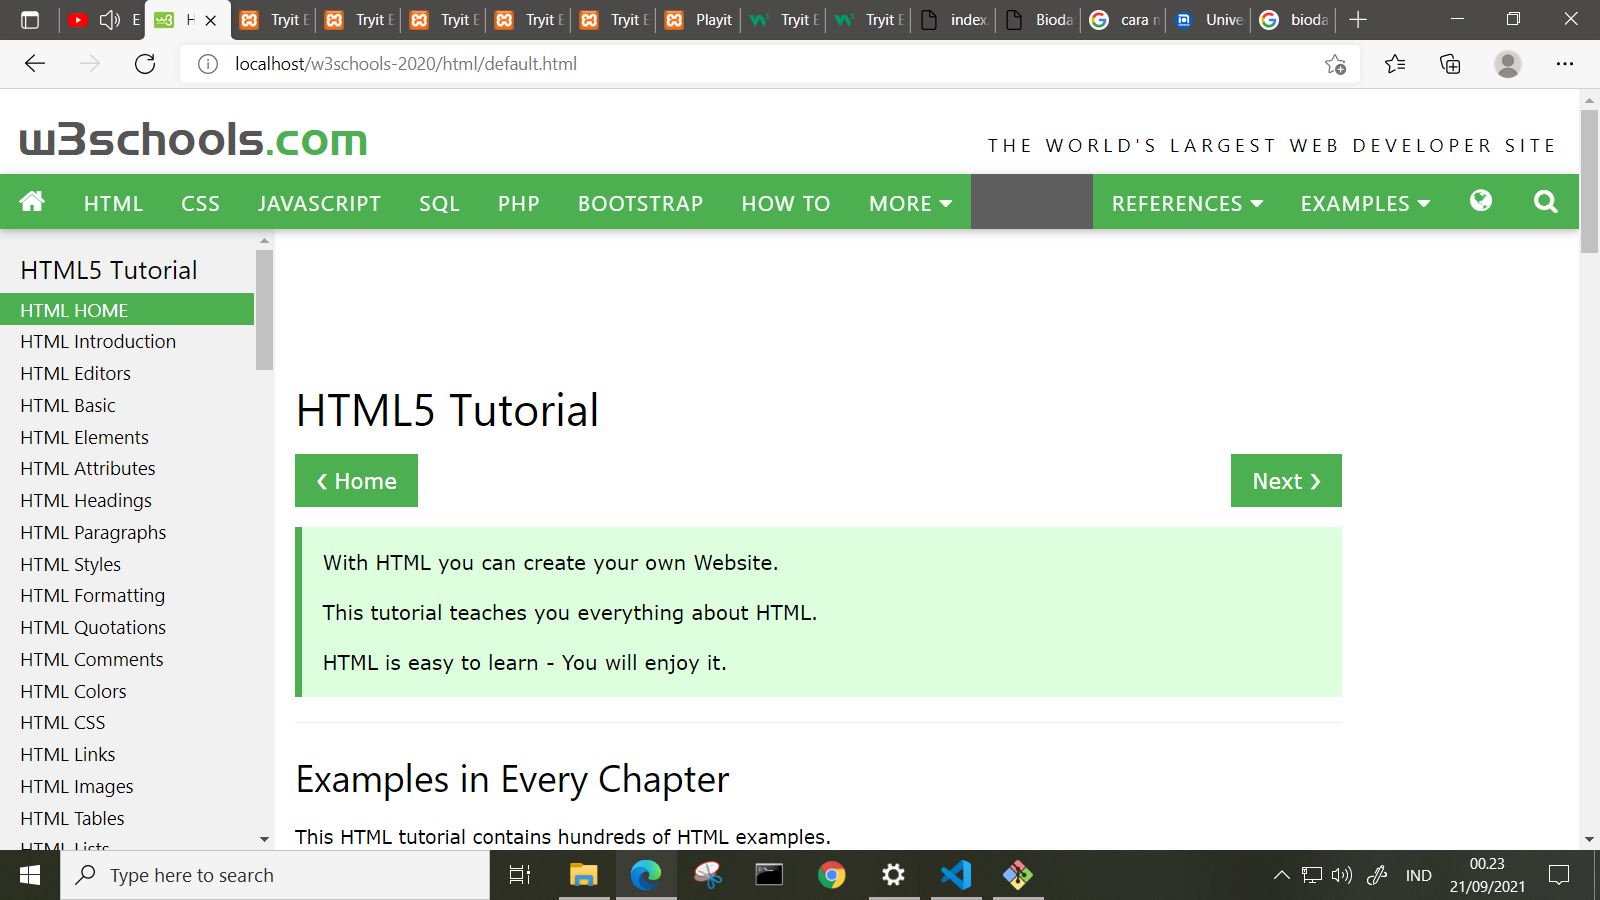 E
H
Tryit E
Tryit E
Tryit E
Tryit E
Tryit E
Playit
Tryit E
Tryit E
index.
Bioda
cara n
Unive
bioda
localhost/w3schools-2020/html/default.html
w3schools.com
THE WORLD'S LARGEST WEB DEVELOPER SITE
HTML CSS JAVASCRIPT SQL PHP BOOTSTRAP HOW TO MORE REFERENCES EXAMPLES
HTML5 Tutorial
HTML HOME
HTML Introduction
HTML Editors
HTML Basic
HTML Elements
HTML Attributes
HTML Headings
HTML Paragraphs
HTML Styles
HTML Formatting
HTML Quotations
HTML Comments
HTML Colors
HTML CSS
HTML Links
HTML Images
HTML Tables
HTML Lists
HTML5 Tutorial
❮ Home
Next ❯
With HTML you can create your own Website.
This tutorial teaches you everything about HTML.
HTML is easy to learn - You will enjoy it.
Examples in Every Chapter
This HTML tutorial contains hundreds of HTML examples.
Type here to search
IND
00.23
21/09/2021